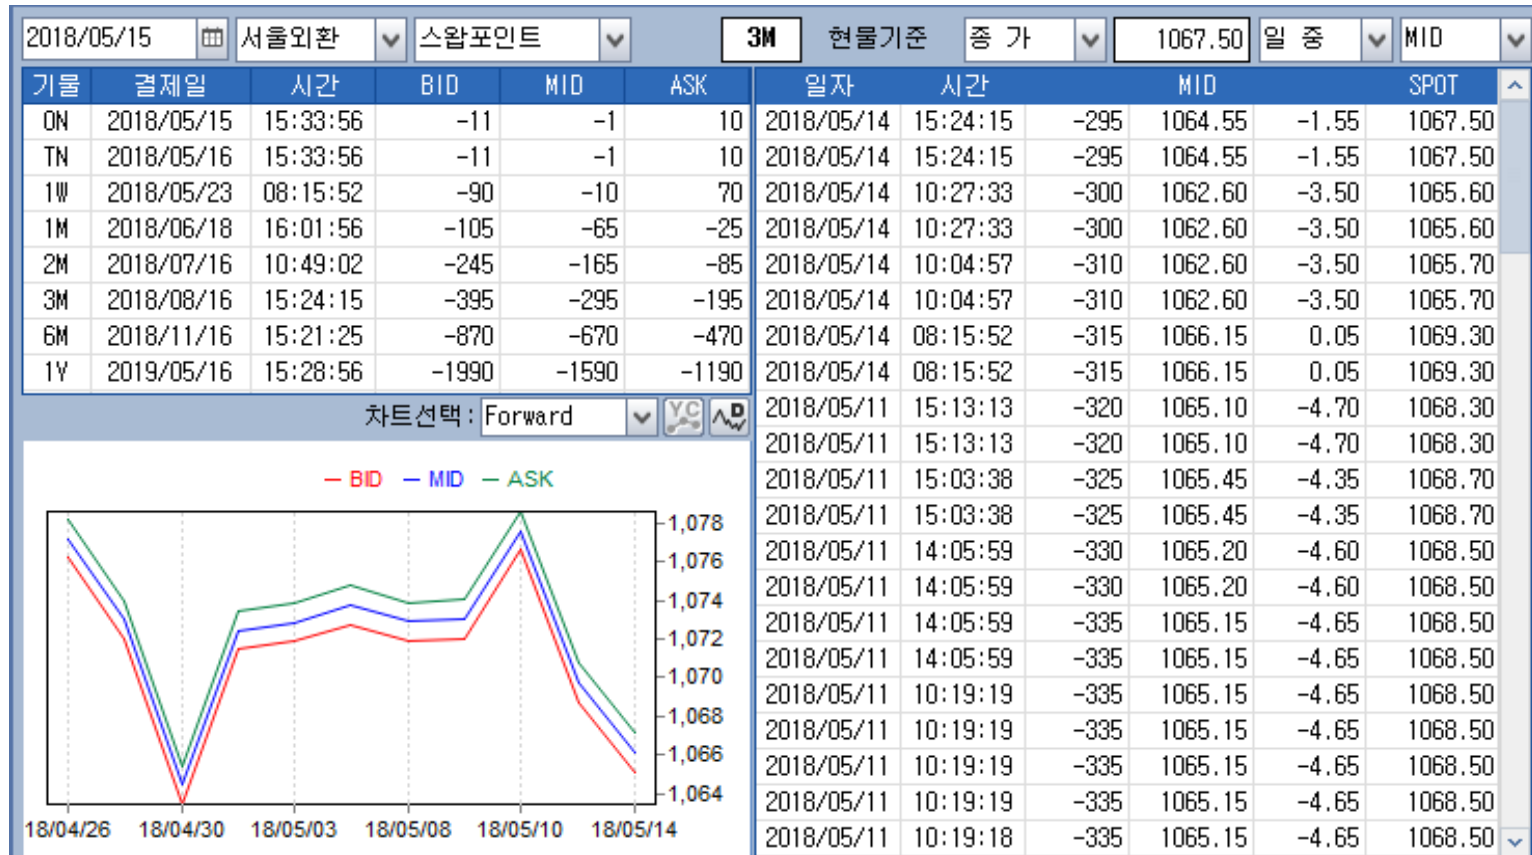 2018/05/15 서울외환 스왑포인트 3M 현물기준 종 가 1067.50 일 중 MID
기물 결제일 시간 BID MID ASK
ON 2018/05/15 15:33:56 -11 -1 10
TN 2018/05/16 15:33:56 -11 -1 10
1W 2018/05/23 08:15:52 -90 -10 70
1M 2018/06/18 16:01:56 -105 -65 -25
2M 2018/07/16 10:49:02 -245 -165 -85
3M 2018/08/16 15:24:15 -395 -295 -195
6M 2018/11/16 15:21:25 -870 -670 -470
1Y 2019/05/16 15:28:56 -1990 -1590 -1190
차트선택: Forward YC D
BID MID ASK
1,078
1,076
1,074
1,072
1,070
1,068
1,066
1,064
18/04/26 18/04/30 18/05/03 18/05/08 18/05/10 18/05/14
일자 시간 MID SPOT
2018/05/14 15:24:15 -295 1064.55 -1.55 1067.50
2018/05/14 15:24:15 -295 1064.55 -1.55 1067.50
2018/05/14 10:27:33 -300 1062.60 -3.50 1065.60
2018/05/14 10:27:33 -300 1062.60 -3.50 1065.60
2018/05/14 10:04:57 -310 1062.60 -3.50 1065.70
2018/05/14 10:04:57 -310 1062.60 -3.50 1065.70
2018/05/14 08:15:52 -315 1066.15 0.05 1069.30
2018/05/14 08:15:52 -315 1066.15 0.05 1069.30
2018/05/11 15:13:13 -320 1065.10 -4.70 1068.30
2018/05/11 15:13:13 -320 1065.10 -4.70 1068.30
2018/05/11 15:03:38 -325 1065.45 -4.35 1068.70
2018/05/11 15:03:38 -325 1065.45 -4.35 1068.70
2018/05/11 14:05:59 -330 1065.20 -4.60 1068.50
2018/05/11 14:05:59 -330 1065.20 -4.60 1068.50
2018/05/11 14:05:59 -335 1065.15 -4.65 1068.50
2018/05/11 14:05:59 -335 1065.15 -4.65 1068.50
2018/05/11 10:19:19 -335 1065.15 -4.65 1068.50
2018/05/11 10:19:19 -335 1065.15 -4.65 1068.50
2018/05/11 10:19:19 -335 1065.15 -4.65 1068.50
2018/05/11 10:19:19 -335 1065.15 -4.65 1068.50
2018/05/11 10:19:18 -335 1065.15 -4.65 1068.50